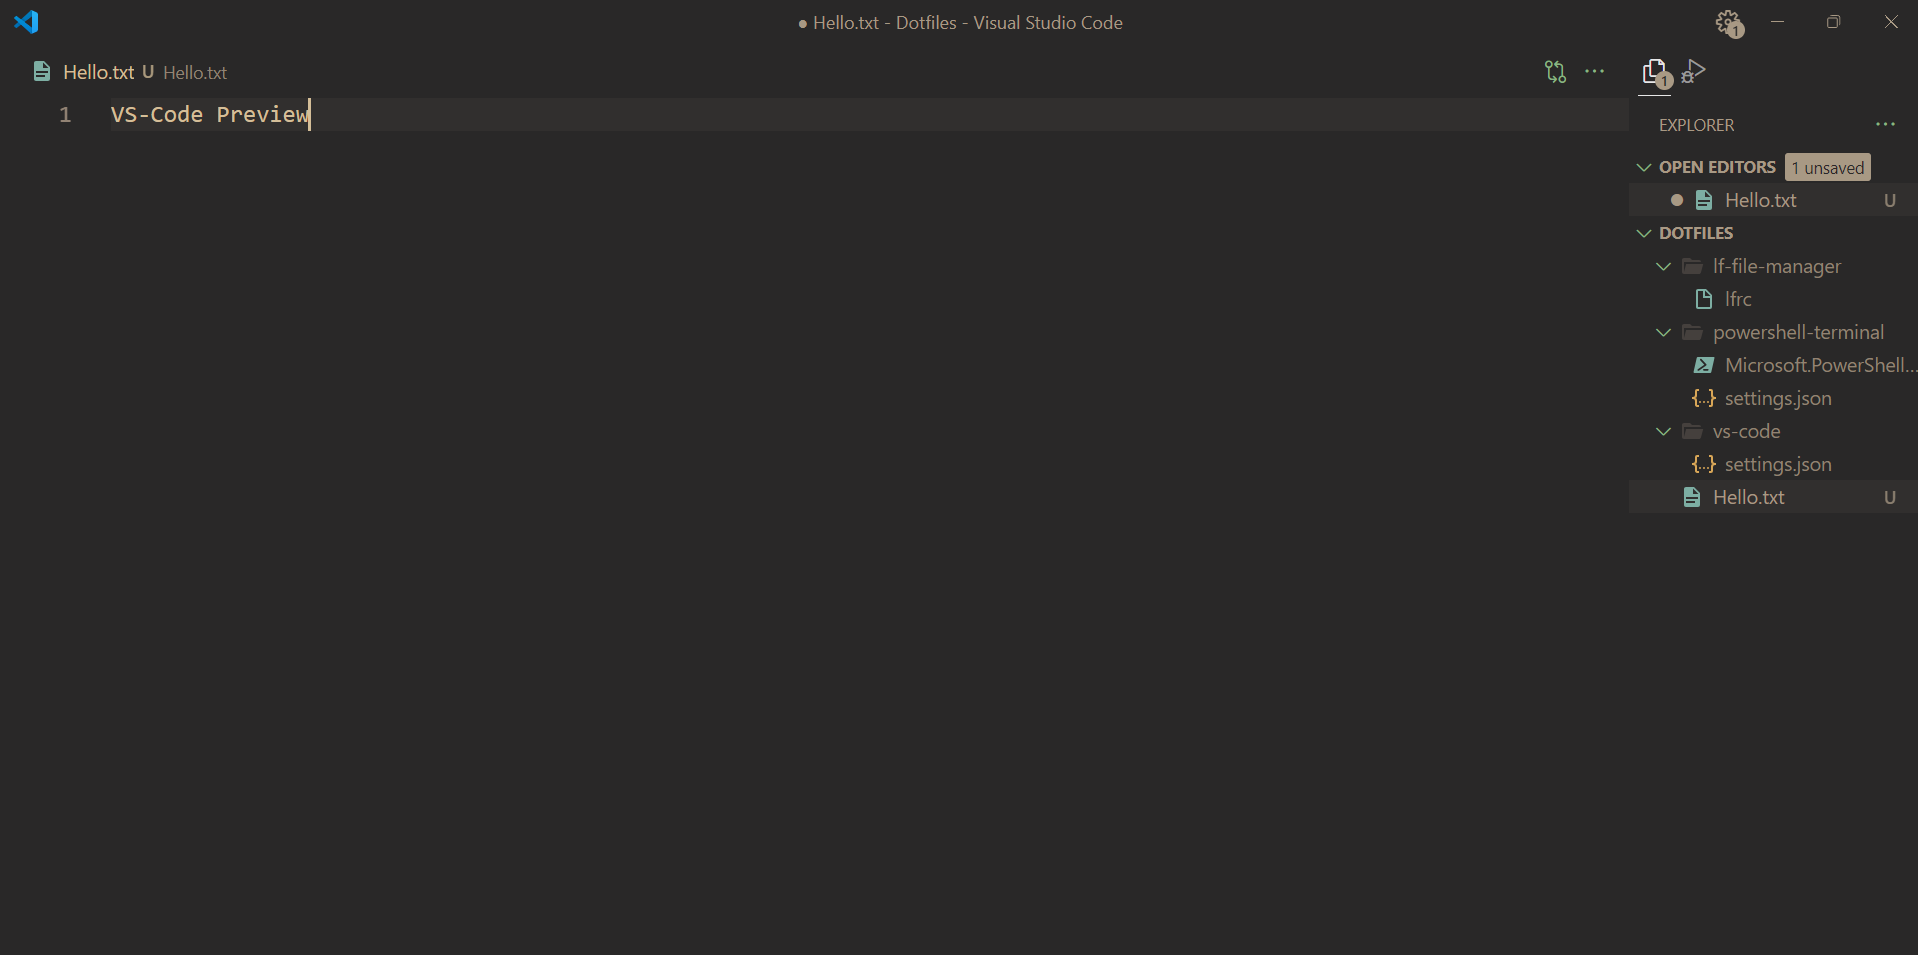 ● Hello.txt - Dotfiles - Visual Studio Code
1
Hello.txt U Hello.txt
1
1 VS-Code Preview
EXPLORER
OPEN EDITORS 1 unsaved
Hello.txt U
DOTFILES
lf-file-manager
lfrc
powershell-terminal
Microsoft.PowerShell...
{...} settings.json
vs-code
{...} settings.json
Hello.txt U